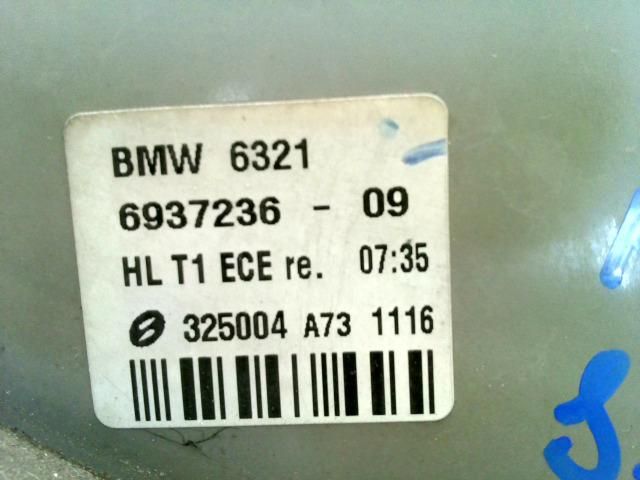 BMW 6321
6937236 - 09
HL T1 ECE re. 07:35
325004 A73 1116